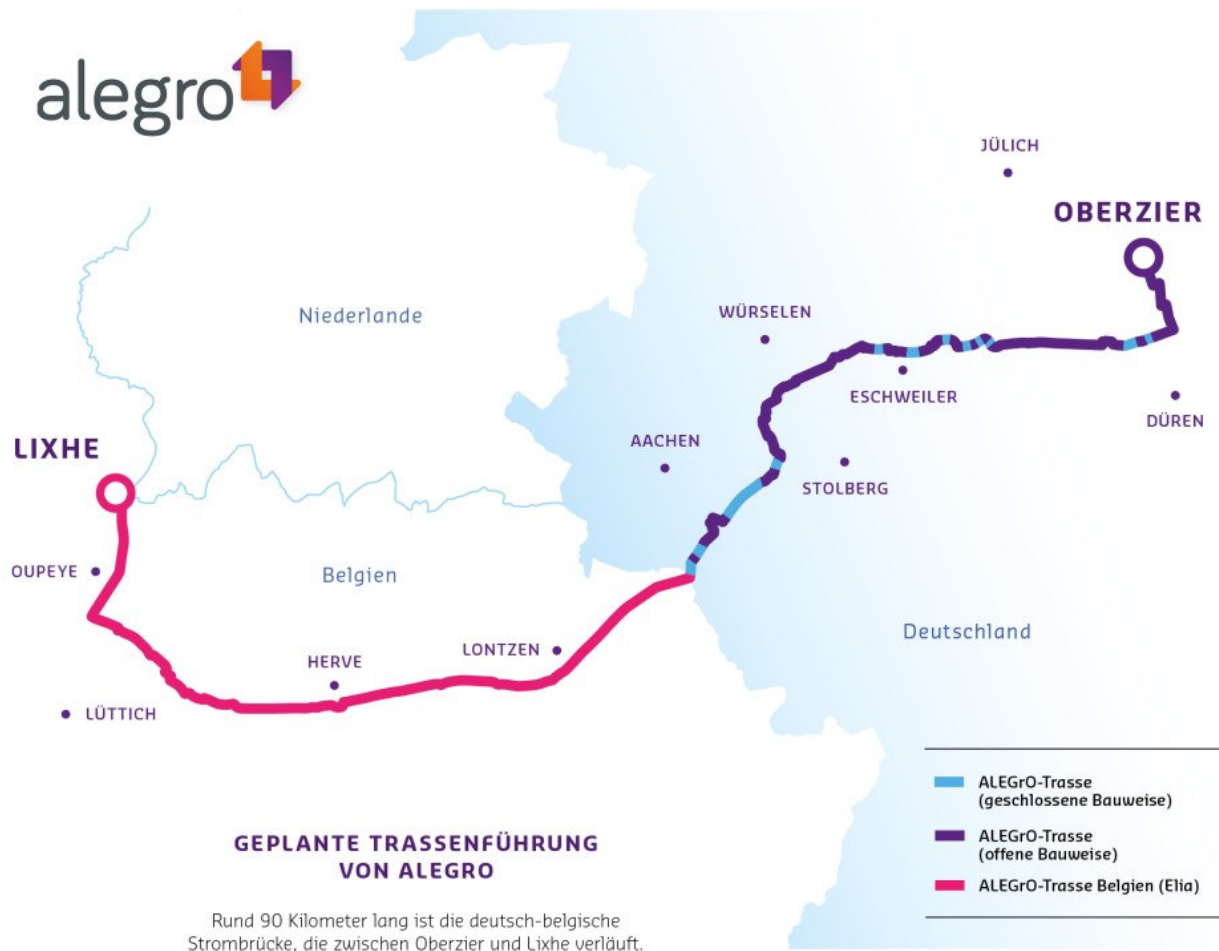 alegro
JÜLICH
OBERZIER
WÜRSELEN
Niederlande
ESCHWEILER
DÜREN
AACHEN
LIXHE
STOLBERG
OUPEYE
Belgien
Deutschland
LONTZEN
HERVE
LÜTTICH
ALEGrO-Trasse
(geschlossene Bauweise)
ALEGrO-Trasse
(offene Bauweise)
ALEGrO-Trasse Belgien (Elia)
GEPLANTE TRASSENFÜHRUNG
VON ALEGRO
Rund 90 Kilometer lang ist die deutsch-belgische
Strombrücke, die zwischen Oberzier und Lixhe verläuft.